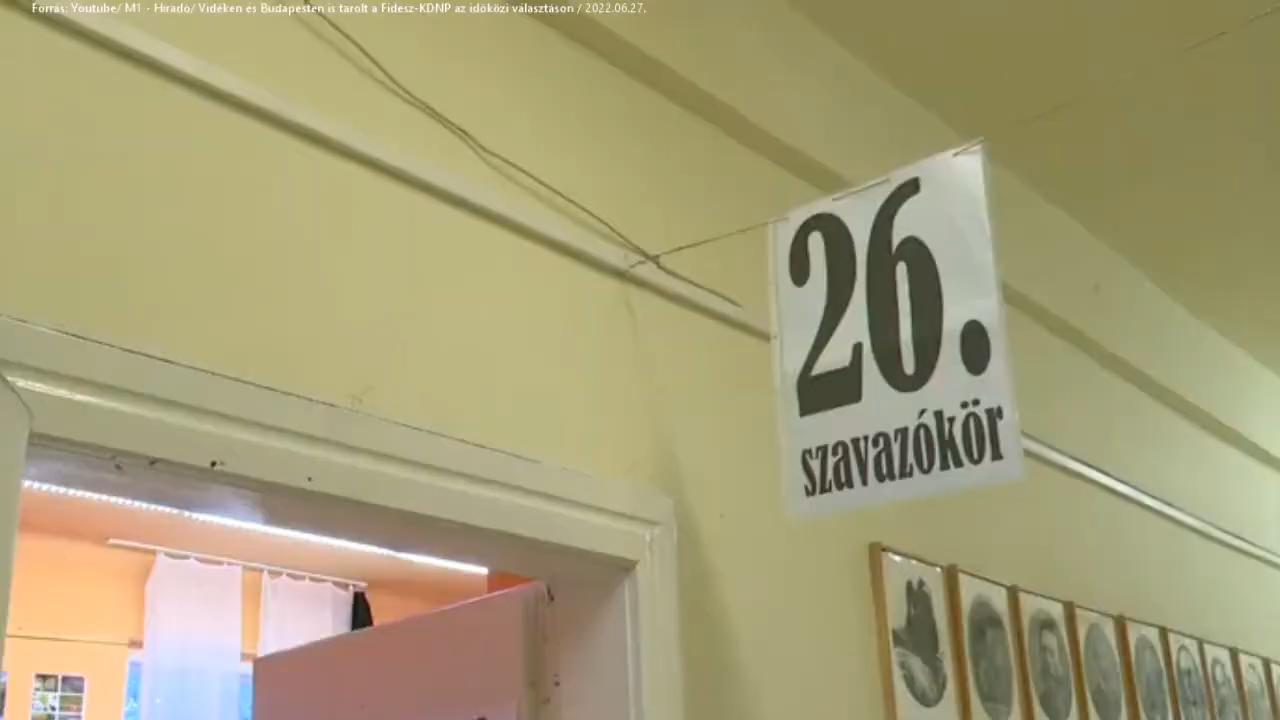 Forrás: Youtube/ M1 - Híradó/ Vidéken és Budapesten is tarolt a Fidesz-KDNP az időközi választáson / 2022.06.27.
26.
szavazókör